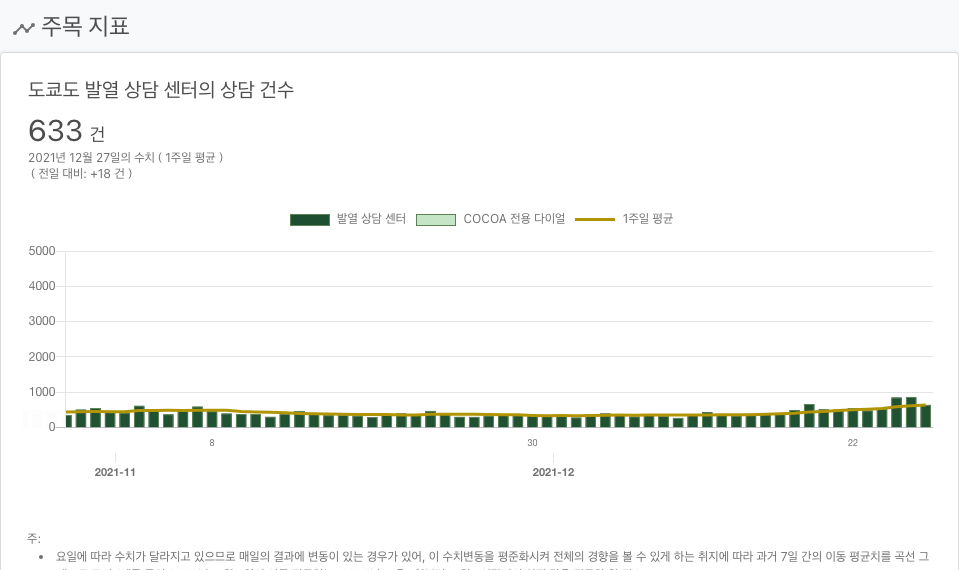 주목 지표
도쿄도 발열 상담 센터의 상담 건수
633 건
2021년 12월 27일의 수치 ( 1주일 평균 )
( 전일 대비: +18 건 )
발열 상담 센터 COCOA 전용 다이얼 1주일 평균
5000
4000
3000
2000
1000
0
8 30 22
2021-11 2021-12
주:
요일에 따라 수치가 달라지고 있으므로 매일의 결과에 변동이 있는 경우가 있어, 이 수치변동을 평준화시켜 전체의 경향을 볼 수 있게 하는 취지에 따라 과거 7일 간의 이동 평균치를 곡선 그